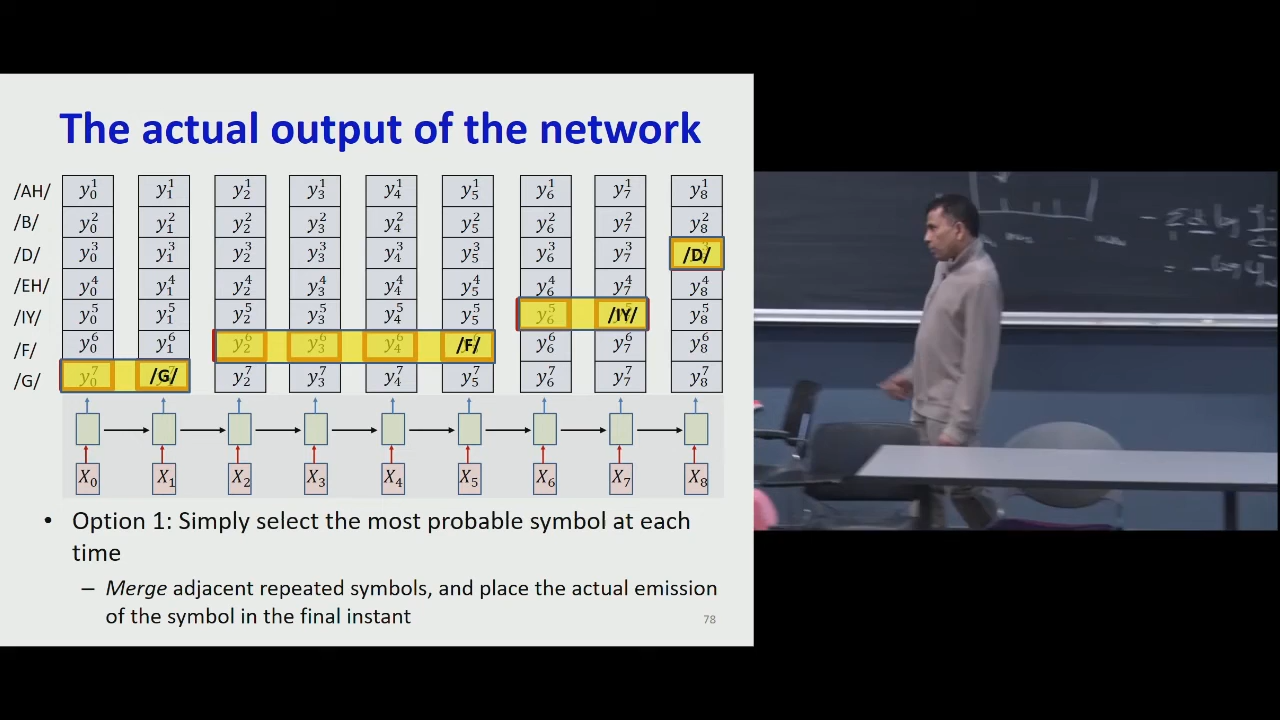 The actual output of the network
/AH/ y₀¹ y₁¹ y₂¹ y₃¹ y₄¹ y₅¹ y₆¹ y₇¹ y₈¹
/B/ y₀² y₁² y₂² y₃² y₄² y₅² y₆² y₇² y₈²
/D/ y₀³ y₁³ y₂³ y₃³ y₄³ y₅³ y₆³ y₇³ /D/
/EH/ y₀⁴ y₁⁴ y₂⁴ y₃⁴ y₄⁴ y₅⁴ y₆⁴ y₇⁴ y₈⁴
/IY/ y₀⁵ y₁⁵ y₂⁵ y₃⁵ y₄⁵ y₅⁵ y₆⁵ /IY/ y₈⁵
/F/ y₀⁶ y₁⁶ y₂⁶ y₃⁶ y₄⁶ /F/ y₆⁶ y₇⁶ y₈⁶
/G/ y₀⁷ /G/ y₂⁷ y₃⁷ y₄⁷ y₅⁷ y₆⁷ y₇⁷ y₈⁷
X₀ X₁ X₂ X₃ X₄ X₅ X₆ X₇ X₈
• Option 1: Simply select the most probable symbol at each
time
– Merge adjacent repeated symbols, and place the actual emission
of the symbol in the final instant
78